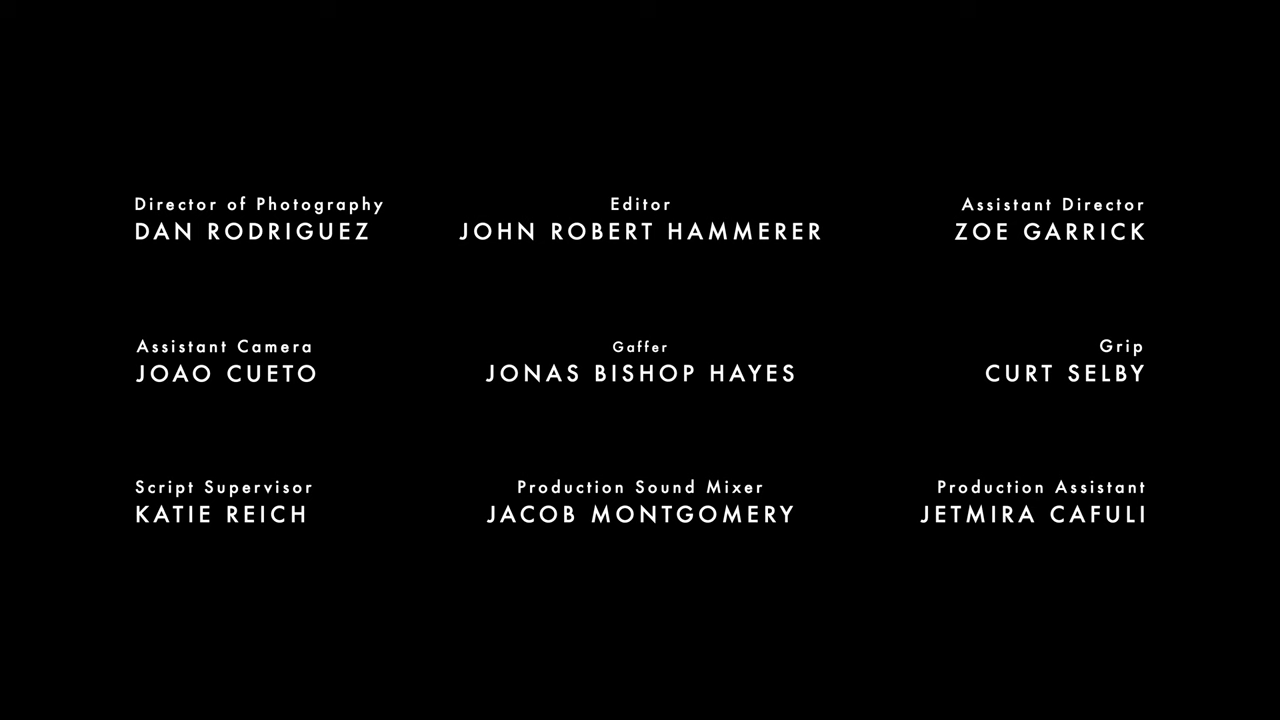 Director of Photography
DAN RODRIGUEZ
Editor
JOHN ROBERT HAMMERER
Assistant Director
ZOE GARRICK
Assistant Camera
JOAO CUETO
Gaffer
JONAS BISHOP HAYES
Grip
CURT SELBY
Script Supervisor
KATIE REICH
Production Sound Mixer
JACOB MONTGOMERY
Production Assistant
JETMIRA CAFULI